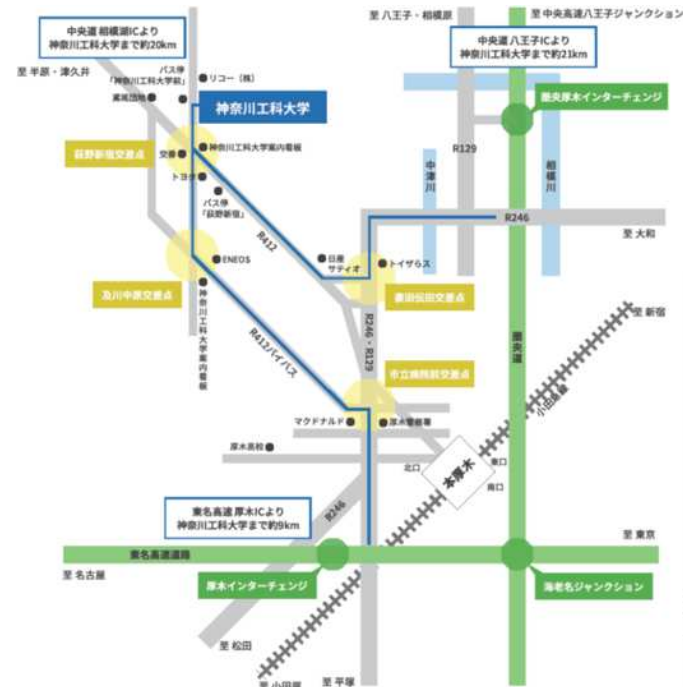 至 八王子・相模原
至 中央高速八王子ジャンクション
中央道 相模湖ICより
神奈川工科大学まで約20km
中央道 八王子ICより
神奈川工科大学まで約21km
至 半原・津久井
バス停
「神奈川工科大学前」
リコー（株）
鳶尾団地
神奈川工科大学
圏央厚木インターチェンジ
荻野新宿交差点
交番
神奈川工科大学案内看板
トヨタ
バス停
「荻野新宿」
R129
中津川
相模川
R412
R246
至 大和
日産
サティオ
トイザらス
ENEOS
及川中原交差点
神奈川工科大学案内看板
R412バイパス
R246・R129
圏央道
至 新宿
小田急線
市立病院前交差点
マクドナルド
厚木警察署
厚木高校
北口
本厚木
東口
南口
東名高速 厚木ICより
神奈川工科大学まで約9km
R246
東名高速道路
至 東京
至 名古屋
厚木インターチェンジ
海老名ジャンクション
至 松田
至 小田原
至 平塚